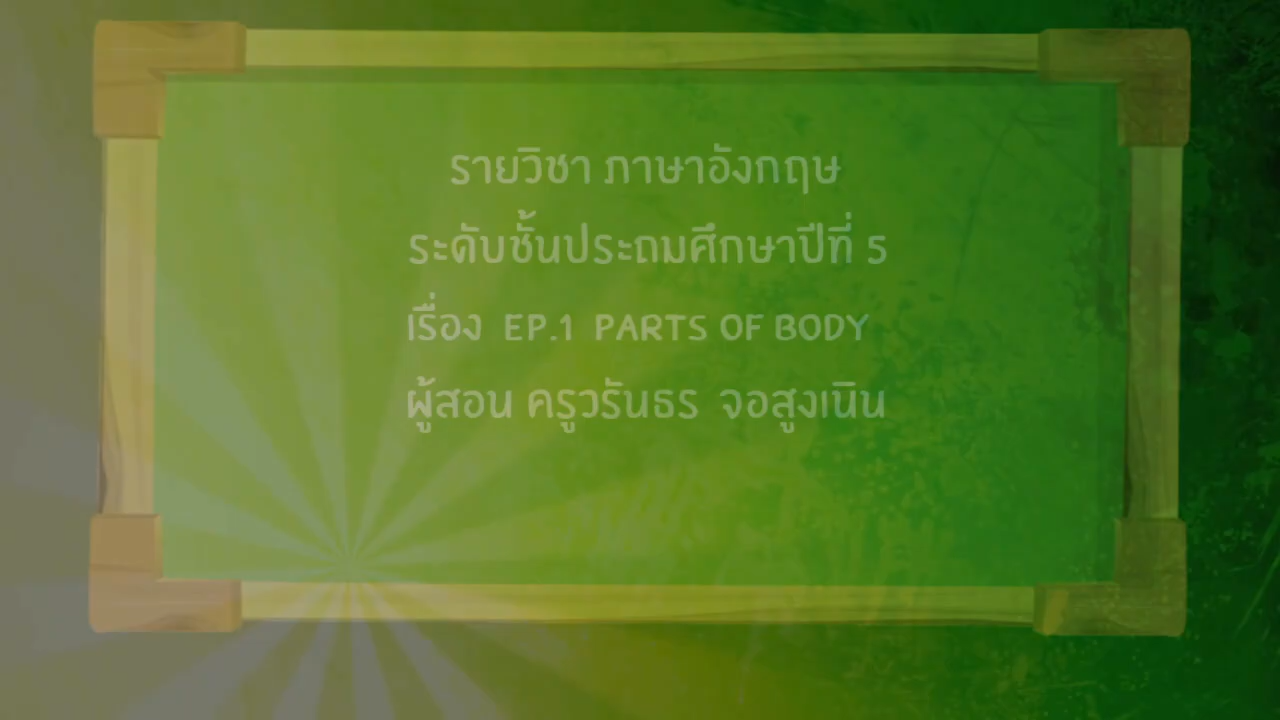 รายวิชา ภาษาอังกฤษ
ระดับชั้นประถมศึกษาปีที่ 5
เรื่อง EP.1 PARTS OF BODY
ผู้สอน ครูวรันธร จอสูงเนิน